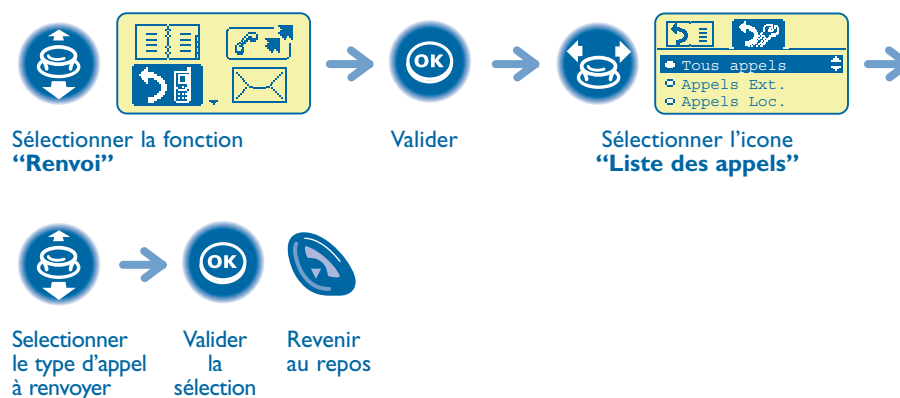 OK
Tous appels
Appels Ext.
Appels Loc.
Sélectionner la fonction
“Renvoi”
Valider
Sélectionner l’icone
“Liste des appels”
OK
Selectionner
le type d’appel
à renvoyer
Valider
la
sélection
Revenir
au repos